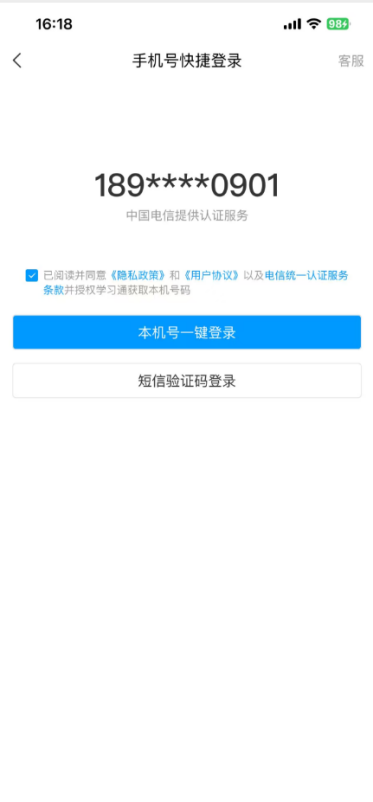 16:18
98
手机号快捷登录
客服
189****0901
中国电信提供认证服务
已阅读并同意《隐私政策》和《用户协议》以及电信统一认证服务
条款并授权学习通获取本机号码
本机号一键登录
短信验证码登录